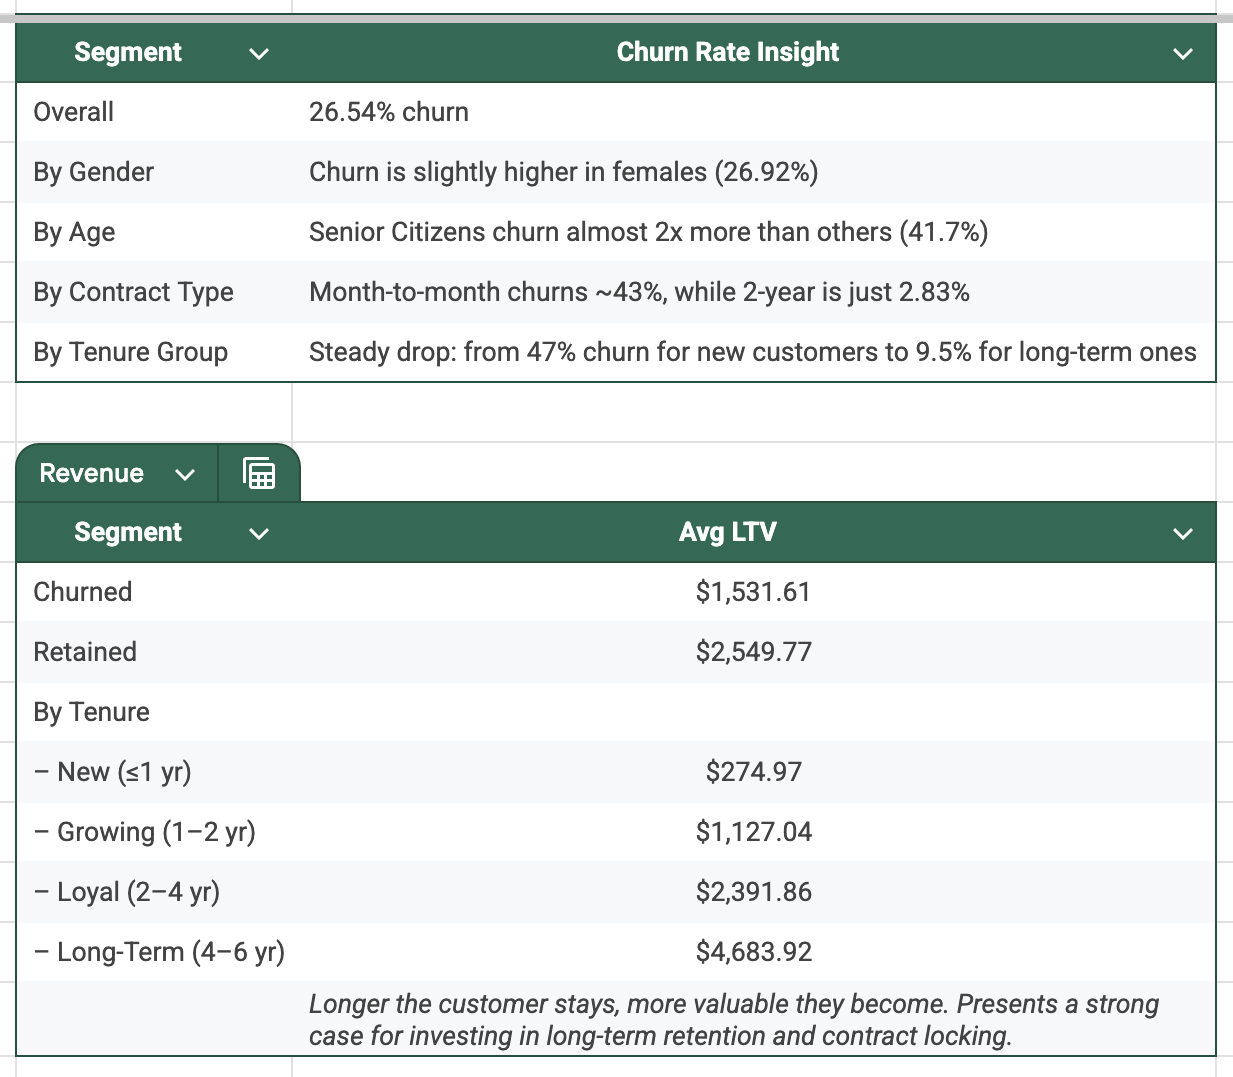 Segment Churn Rate Insight
Overall 26.54% churn
By Gender Churn is slightly higher in females (26.92%)
By Age Senior Citizens churn almost 2x more than others (41.7%)
By Contract Type Month-to-month churns ~43%, while 2-year is just 2.83%
By Tenure Group Steady drop: from 47% churn for new customers to 9.5% for long-term ones
Revenue
Segment Avg LTV
Churned $1,531.61
Retained $2,549.77
By Tenure
– New (≤1 yr) $274.97
– Growing (1–2 yr) $1,127.04
– Loyal (2–4 yr) $2,391.86
– Long-Term (4–6 yr) $4,683.92
Longer the customer stays, more valuable they become. Presents a strong
case for investing in long-term retention and contract locking.